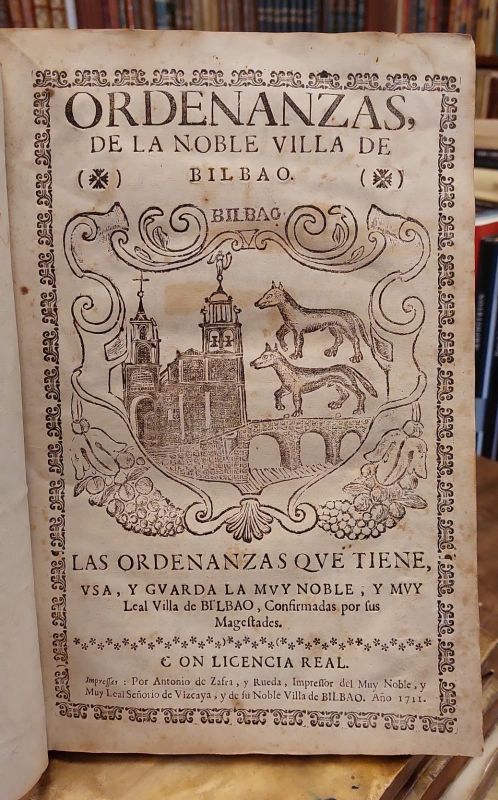 ORDENANZAS,
DE LA NOBLE VILLA DE
BILBAO.
BILBAO.
LAS ORDENANZAS QVE TIENE,
VSA, Y GVARDA LA MVY NOBLE, Y MVY
Leal Villa de BILBAO, Confirmadas por sus
Magestades.
CON LICENCIA REAL.
Impressas : Por Antonio de Zafra, y Rueda, Impressor del Muy Noble, y
Muy Leal Señorio de Vizcaya, y de su Noble Villa de BILBAO. Año 1711.